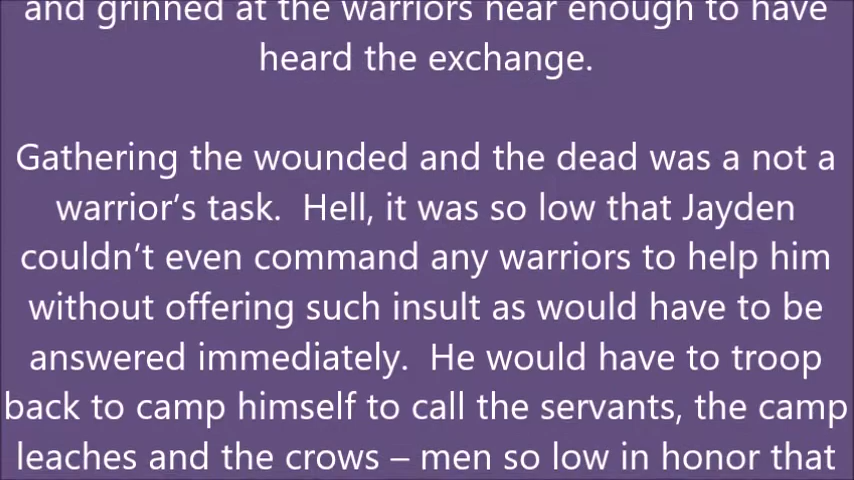 and grinned at the warriors near enough to have
heard the exchange.
Gathering the wounded and the dead was a not a
warrior’s task.  Hell, it was so low that Jayden
couldn’t even command any warriors to help him
without offering such insult as would have to be
answered immediately.  He would have to troop
back to camp himself to call the servants, the camp
leaches and the crows – men so low in honor that